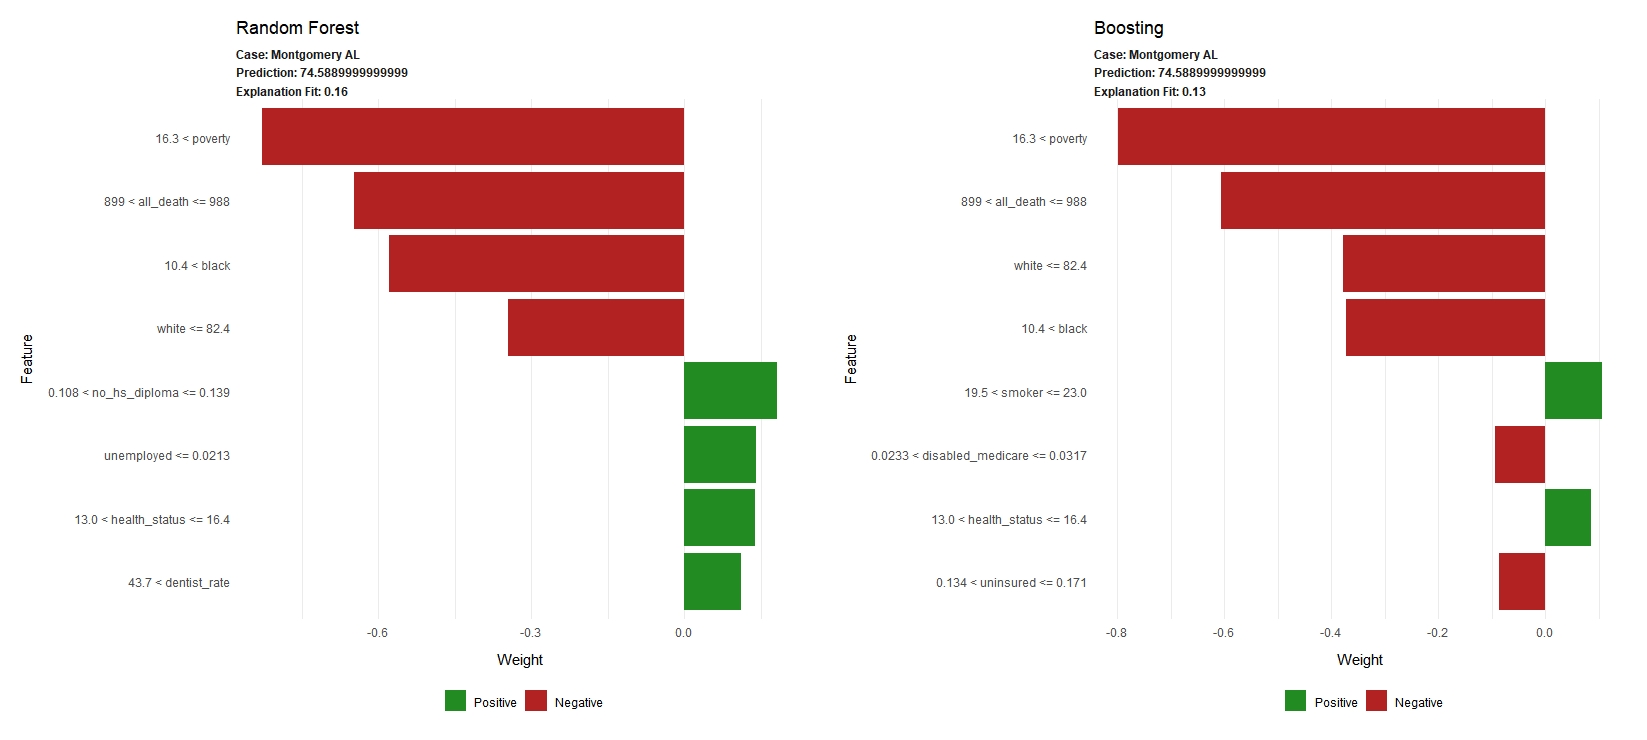 Random Forest
Case: Montgomery AL
Prediction: 74.5889999999999
Explanation Fit: 0.16
Feature
16.3 < poverty
899 < all_death <= 988
10.4 < black
white <= 82.4
0.108 < no_hs_diploma <= 0.139
unemployed <= 0.0213
13.0 < health_status <= 16.4
43.7 < dentist_rate
-0.6 -0.3 0.0
Weight
Positive Negative
Boosting
Case: Montgomery AL
Prediction: 74.5889999999999
Explanation Fit: 0.13
Feature
16.3 < poverty
899 < all_death <= 988
white <= 82.4
10.4 < black
19.5 < smoker <= 23.0
0.0233 < disabled_medicare <= 0.0317
13.0 < health_status <= 16.4
0.134 < uninsured <= 0.171
-0.8 -0.6 -0.4 -0.2 0.0
Weight
Positive Negative